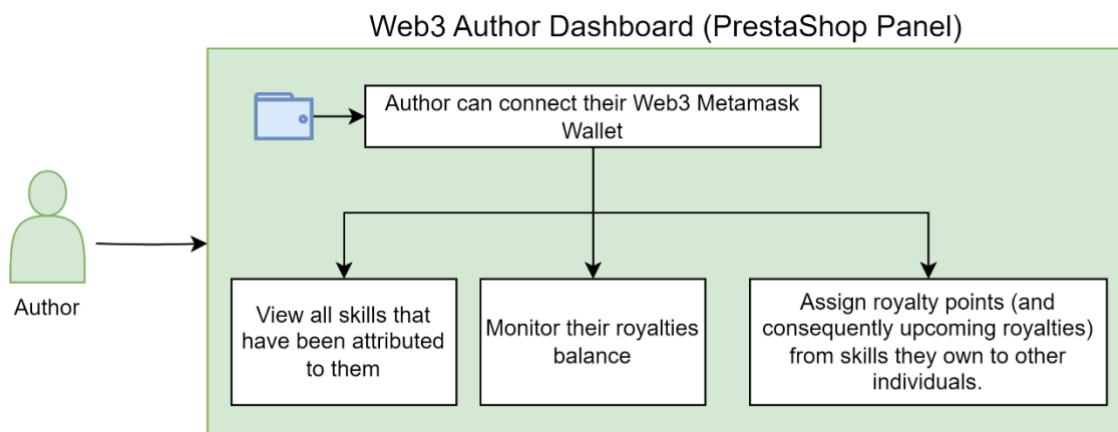 Web3 Author Dashboard (PrestaShop Panel)
Author can connect their Web3 Metamask
Wallet
Author
View all skills that
have been attributed
to them
Monitor their royalties
balance
Assign royalty points (and
consequently upcoming royalties)
from skills they own to other
individuals.